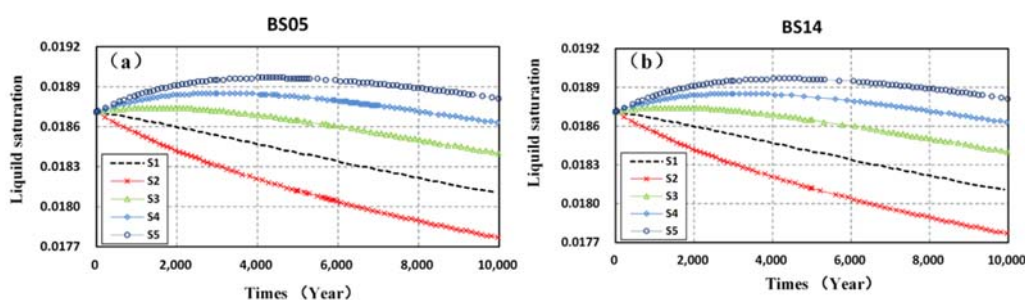 BS05
(a)
Liquild saturation
0.0192
0.0189
0.0186
0.0183
0.0180
0.0177
S1
S2
S3
S4
S5
0
2,000
4,000
6,000
8,000
10,000
Times （Year）
BS14
(b)
Liquild saturation
0.0192
0.0189
0.0186
0.0183
0.0180
0.0177
S1
S2
S3
S4
S5
0
2,000
4,000
6,000
8,000
10,000
Times （Year）